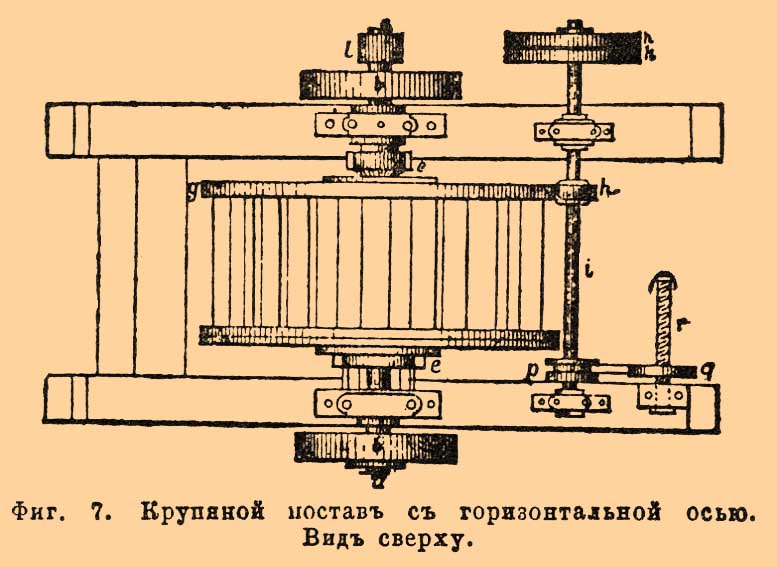 a
l
b
k
k
e
g
h
i
r
e
p
q
b
a
Фиг. 7. Крупяной поставъ съ горизонтальной осью.
Видъ сверху.